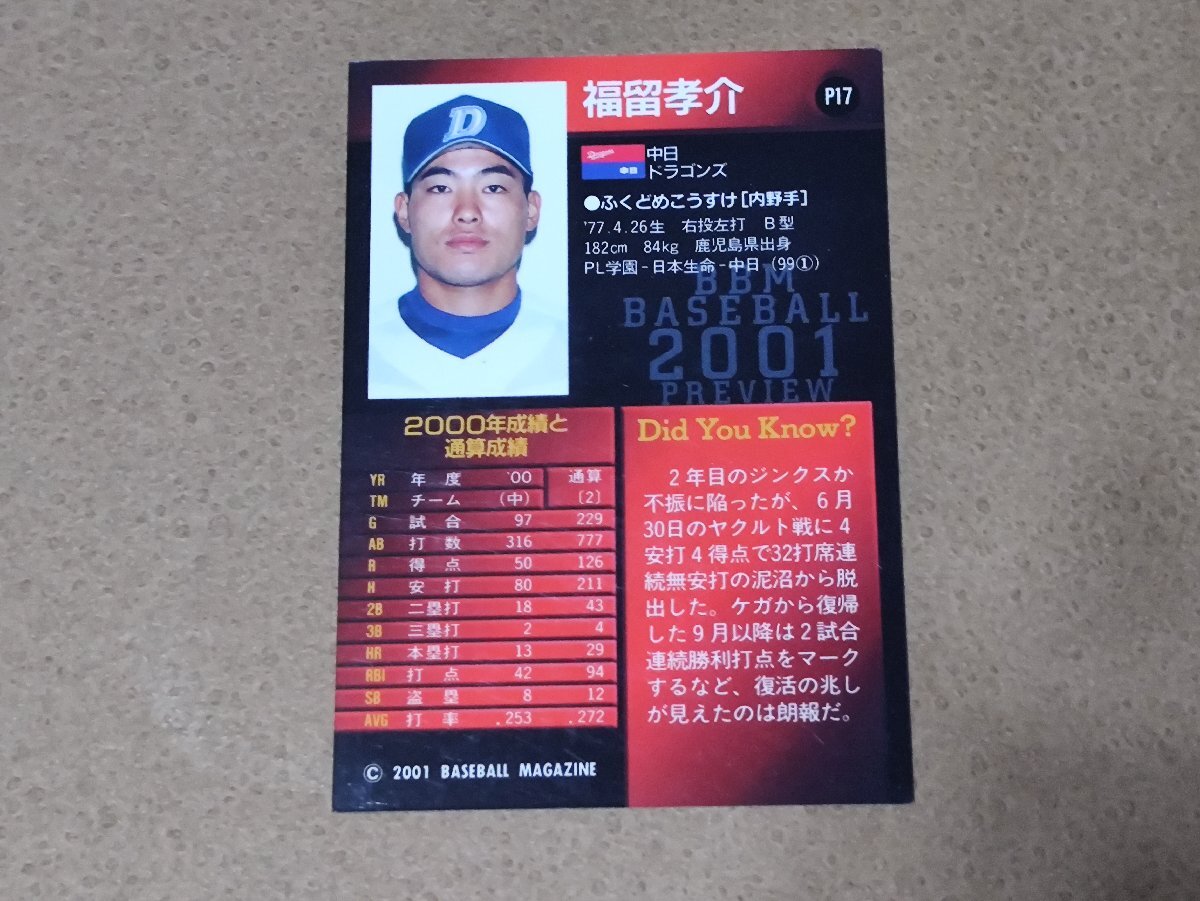 福留孝介
P17
D
Dragons
中日
中日
ドラゴンズ
●ふくどめこうすけ[内野手]
'77.4.26生 右投左打 B型
182cm 84kg 鹿児島県出身
PL学園-日本生命-中日(99①)
BBM
BASEBALL
2001
PREVIEW
2000年成績と
通算成績
YR 年度 '00 通算
TM チーム (中) [2]
G 試合 97 229
AB 打数 316 777
R 得点 50 126
H 安打 80 211
2B 二塁打 18 43
3B 三塁打 2 4
HR 本塁打 13 29
RBI 打点 42 94
SB 盗塁 8 12
AVG 打率 .253 .272
© 2001 BASEBALL MAGAZINE
Did You Know?
2年目のジンクスか
不振に陥ったが、6月
30日のヤクルト戦に4
安打4得点で32打席連
続無安打の泥沼から脱
出した。ケガから復帰
した9月以降は2試合
連続勝利打点をマーク
するなど、復活の兆し
が見えたのは朗報だ。